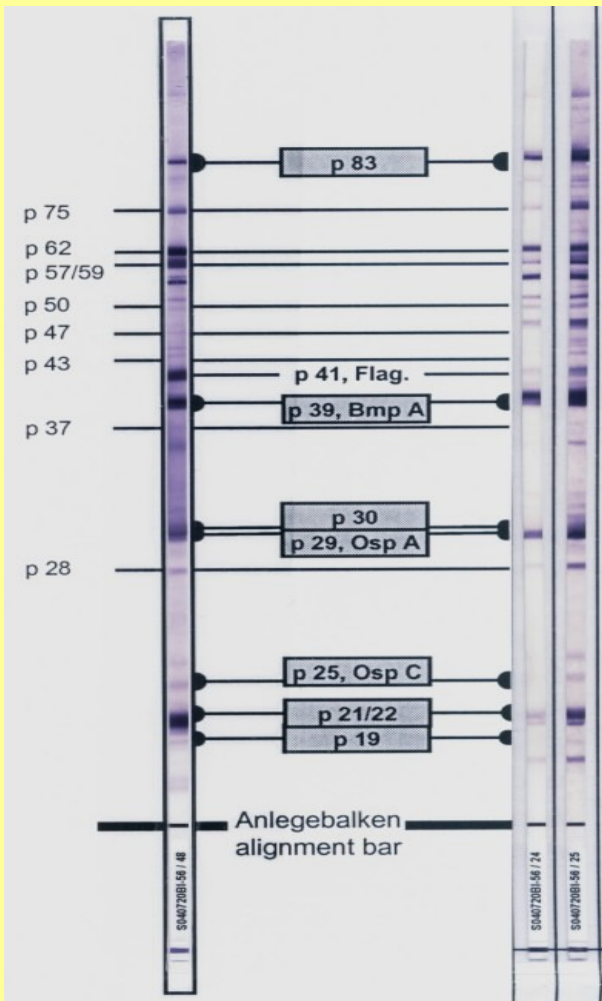 p 83
p 75
p 62
p 57/59
p 50
p 47
p 43
p 41, Flag.
p 39, Bmp A
p 37
p 30
p 29, Osp A
p 28
p 25, Osp C
p 21/22
p 19
Anlegebalken
alignment bar
S040720BI-56 / 48
S040720BI-56 / 24
S040720BI-56 / 25